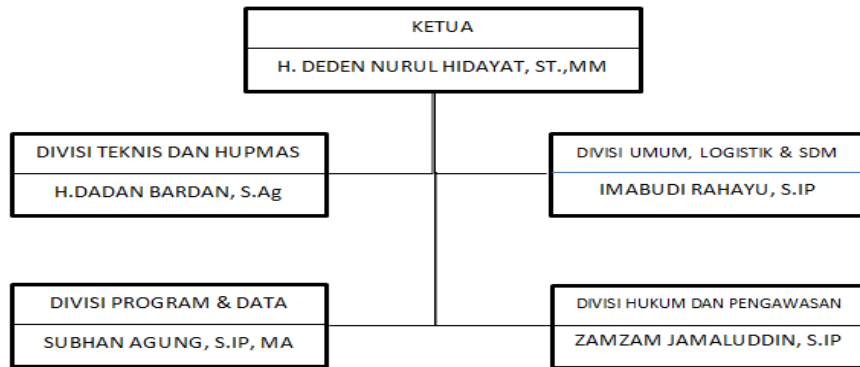 KETUA
H. DEDEN NURUL HIDAYAT, ST.,MM
DIVISI TEKNIS DAN HUPMAS
H.DADAN BARDAN, S.Ag
DIVISI UMUM, LOGISTIK & SDM
IMABUDI RAHAYU, S.IP
DIVISI PROGRAM & DATA
SUBHAN AGUNG, S.IP, MA
DIVISI HUKUM DAN PENGAWASAN
ZAMZAM JAMALUDDIN, S.IP